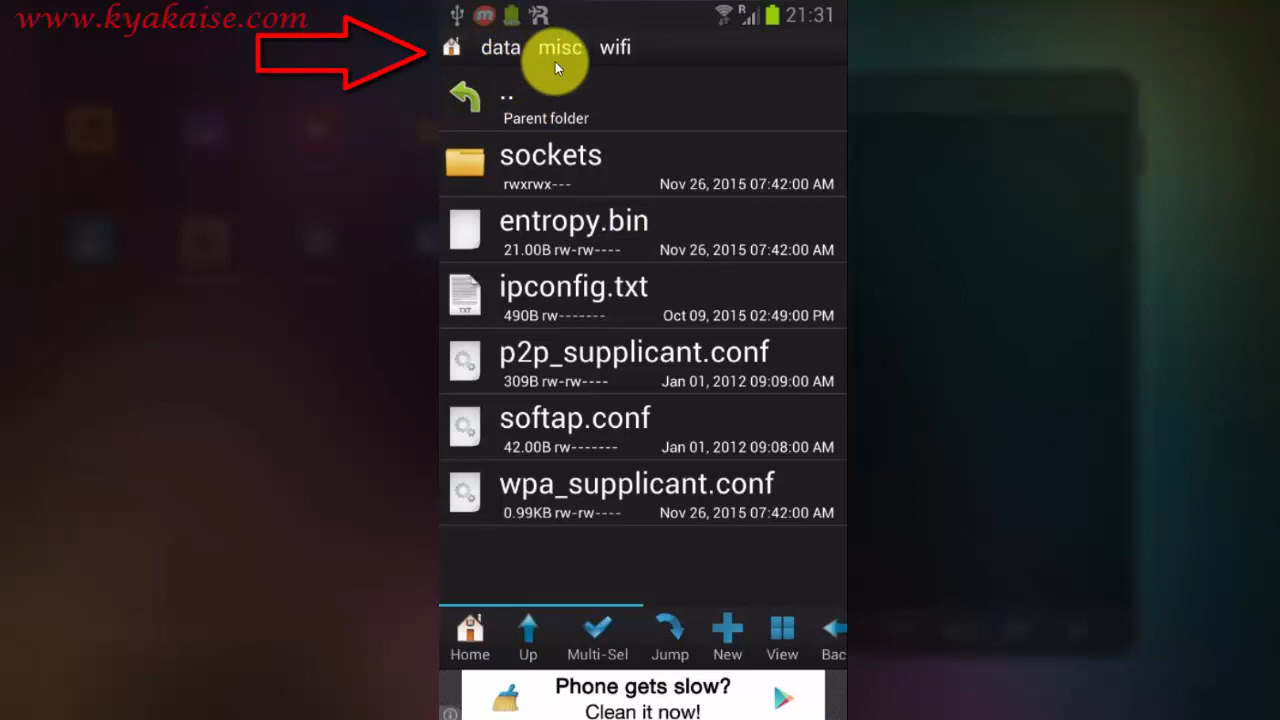 www.kyakaise.com
R 21:31
data misc wifi
..
Parent folder
sockets
rwxrwx--- Nov 26, 2015 07:42:00 AM
entropy.bin
21.00B rw-rw---- Nov 26, 2015 07:42:00 AM
ipconfig.txt
TXT
490B rw------- Oct 09, 2015 02:49:00 PM
p2p_supplicant.conf
309B rw-rw---- Jan 01, 2012 09:09:00 AM
softap.conf
42.00B rw------- Jan 01, 2012 09:08:00 AM
wpa_supplicant.conf
0.99KB rw-rw---- Nov 26, 2015 07:42:00 AM
Home Up Multi-Sel Jump New View Bac
Phone gets slow?
Clean it now!